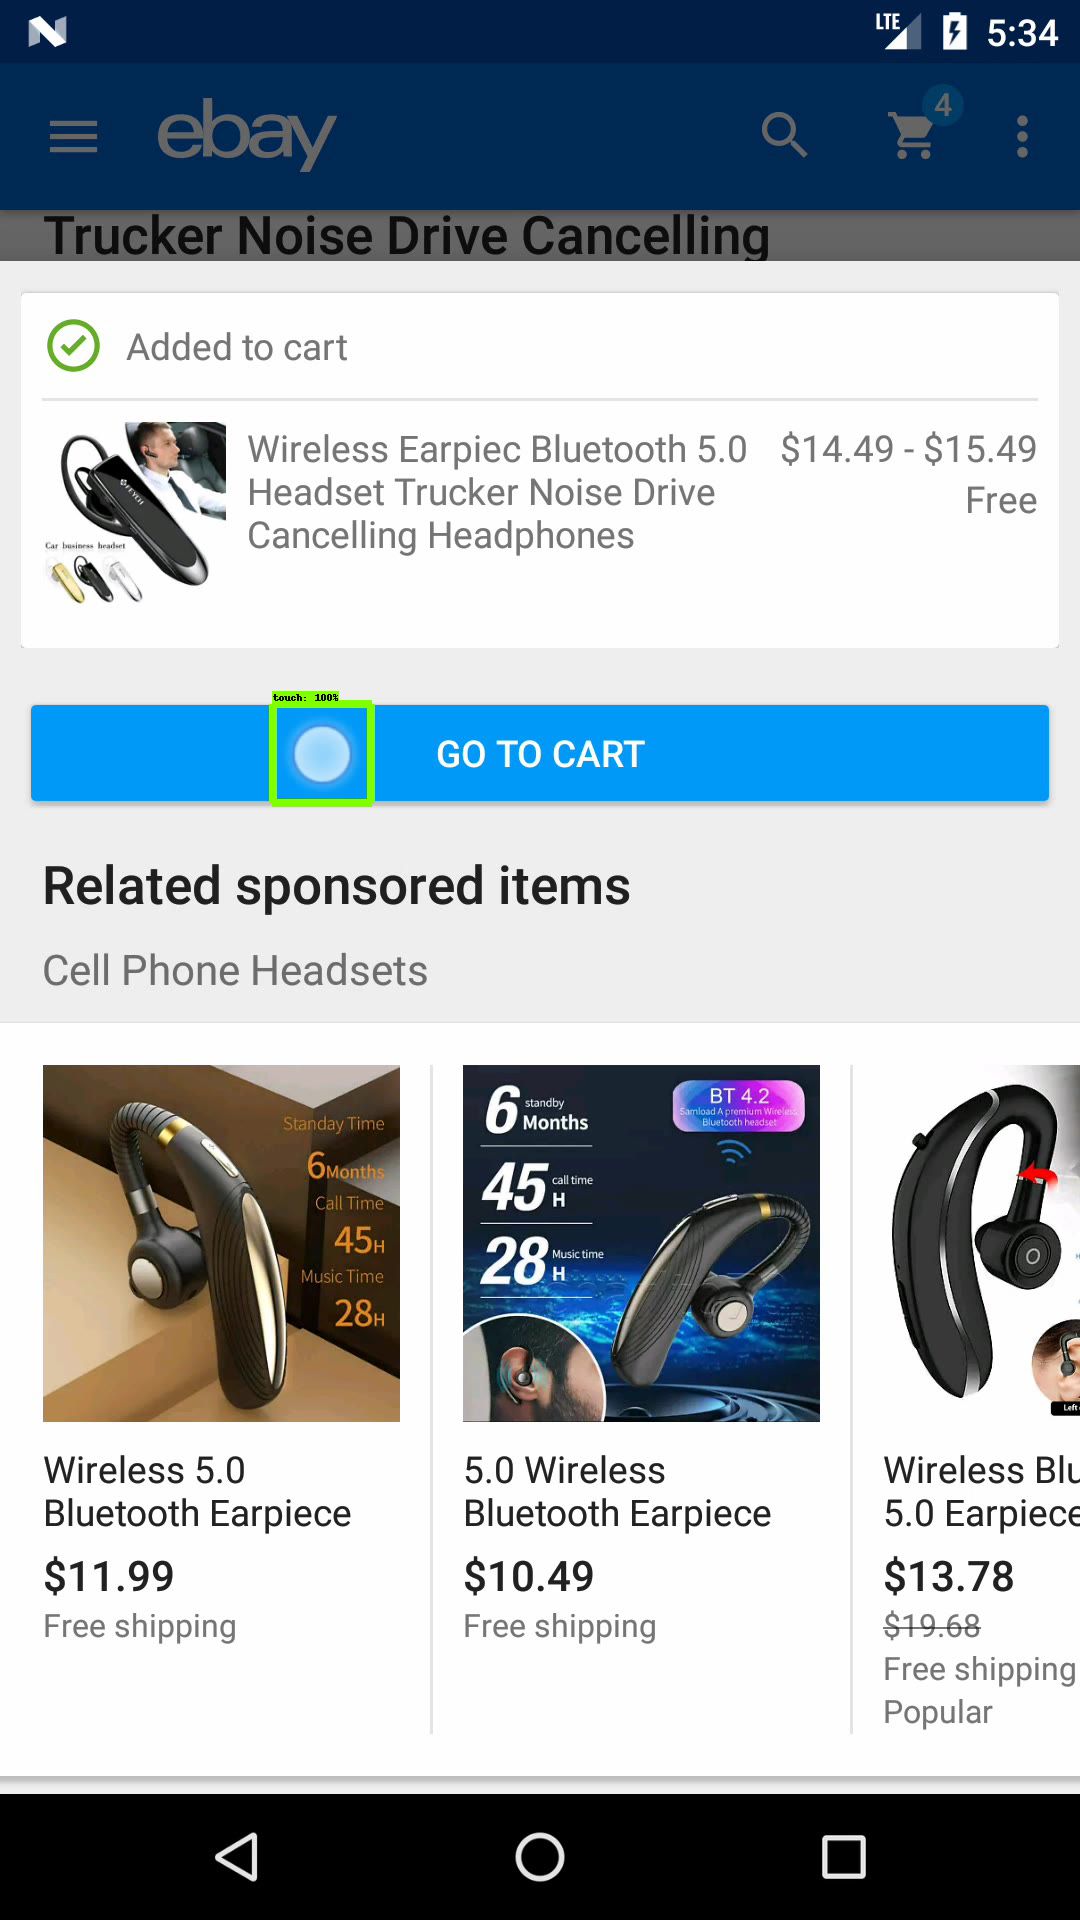 LTE 5:34
ebay
4
Trucker Noise Drive Cancelling
Added to cart
Wireless Earpiec Bluetooth 5.0
Headset Trucker Noise Drive
Cancelling Headphones
$14.49 - $15.49
Free
Car business headset
touch: 100%
GO TO CART
Related sponsored items
Cell Phone Headsets
Standay Time
6Months
Call Time
45H
Music Time
28H
6 standby Months
45 call time H
28 Music time H
BT 4.2
Samload A premium Wireless
Bluetooth headset
Left
Wireless 5.0
Bluetooth Earpiece
$11.99
Free shipping
5.0 Wireless
Bluetooth Earpiece
$10.49
Free shipping
Wireless Blu
5.0 Earpiece
$13.78
$19.68
Free shipping
Popular